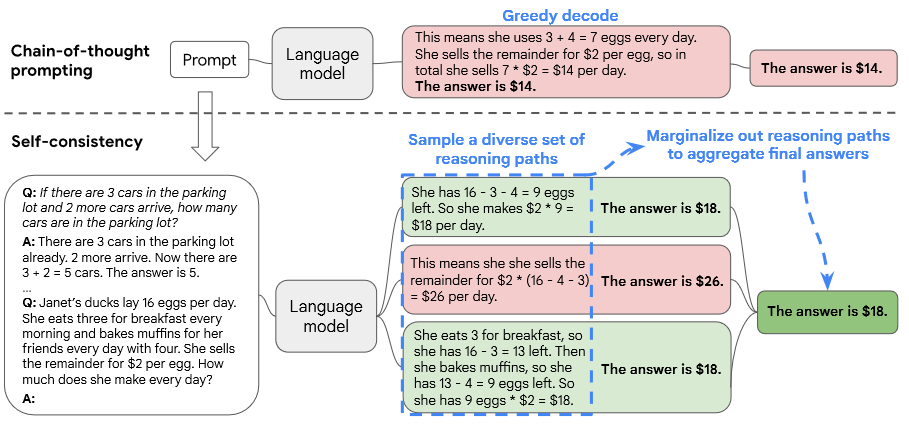 Greedy decode
Chain-of-thought
prompting
Prompt
Language
model
This means she uses 3 + 4 = 7 eggs every day.
She sells the remainder for $2 per egg, so in
total she sells 7 * $2 = $14 per day.
The answer is $14.
The answer is $14.
Self-consistency
Sample a diverse set of
reasoning paths
Marginalize out reasoning paths
to aggregate final answers
Q: If there are 3 cars in the parking
lot and 2 more cars arrive, how many
cars are in the parking lot?
A: There are 3 cars in the parking lot
already. 2 more arrive. Now there are
3 + 2 = 5 cars. The answer is 5.
...
Q: Janet's ducks lay 16 eggs per day.
She eats three for breakfast every
morning and bakes muffins for her
friends every day with four. She sells
the remainder for $2 per egg. How
much does she make every day?
A:
Language
model
She has 16 - 3 - 4 = 9 eggs
left. So she makes $2 * 9 =
$18 per day.
The answer is $18.
This means she she sells the
remainder for $2 * (16 - 4 - 3)
= $26 per day.
The answer is $26.
She eats 3 for breakfast, so
she has 16 - 3 = 13 left. Then
she bakes muffins, so she
has 13 - 4 = 9 eggs left. So
she has 9 eggs * $2 = $18.
The answer is $18.
The answer is $18.